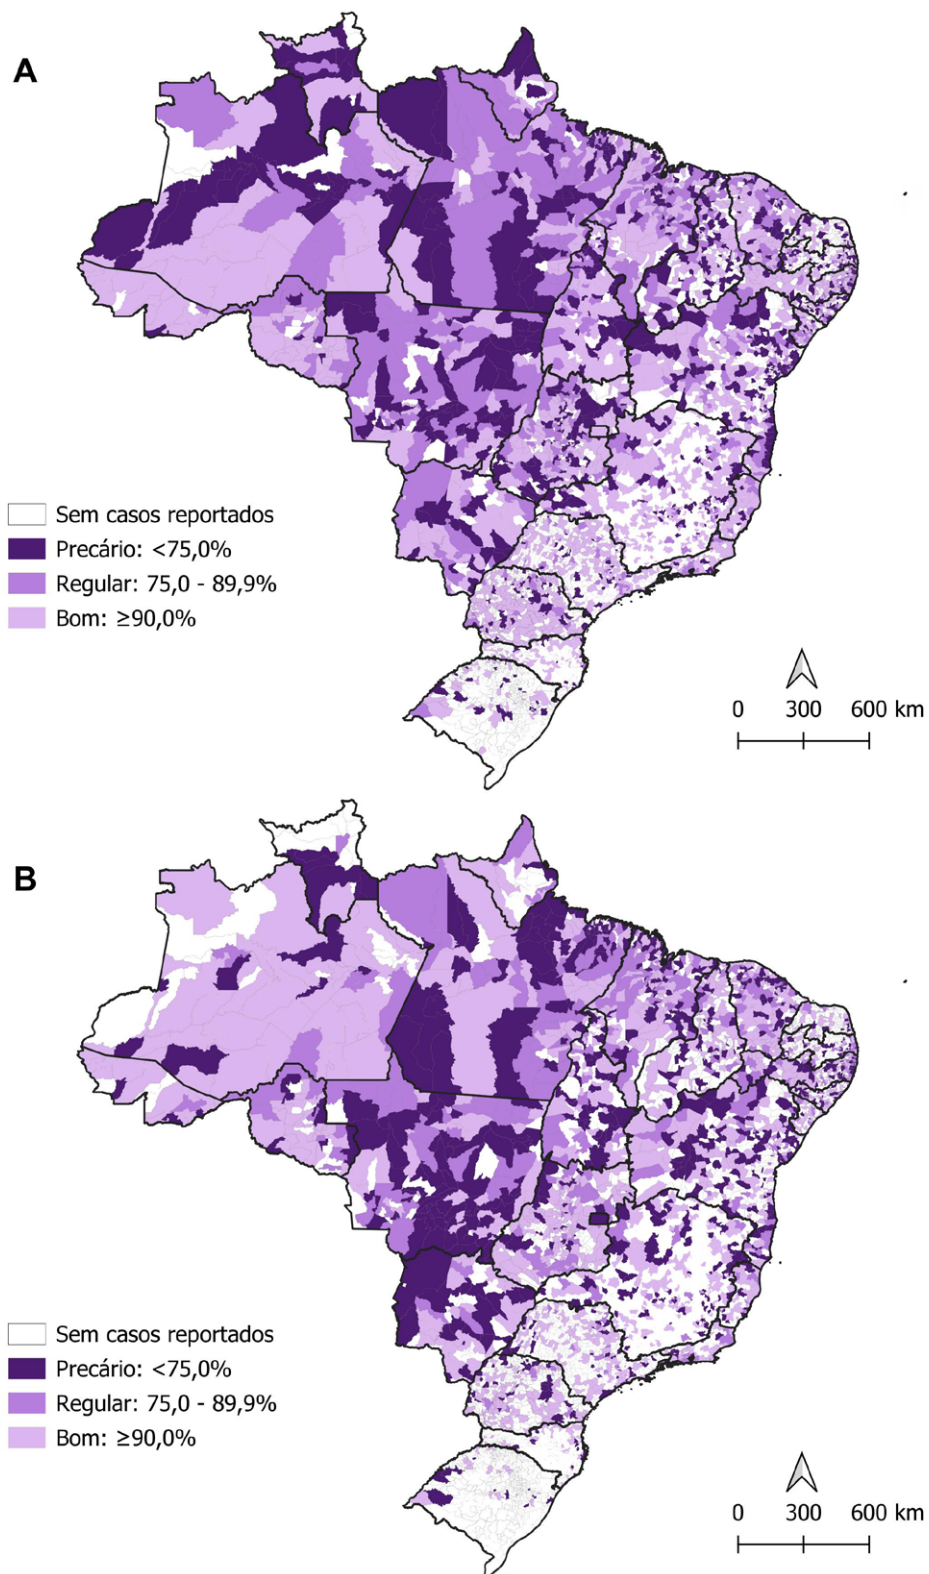 A
Sem casos reportados
Precário: <75,0%
Regular: 75,0 - 89,9%
Bom: ≥90,0%
0 300 600 km
B
Sem casos reportados
Precário: <75,0%
Regular: 75,0 - 89,9%
Bom: ≥90,0%
0 300 600 km